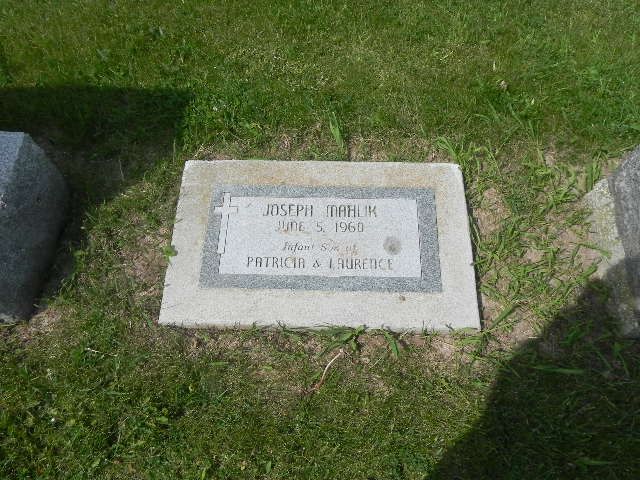 JOSEPH MAHLIK
JUNE 5, 1960
Infant Son of
PATRICIA & LAURENCE